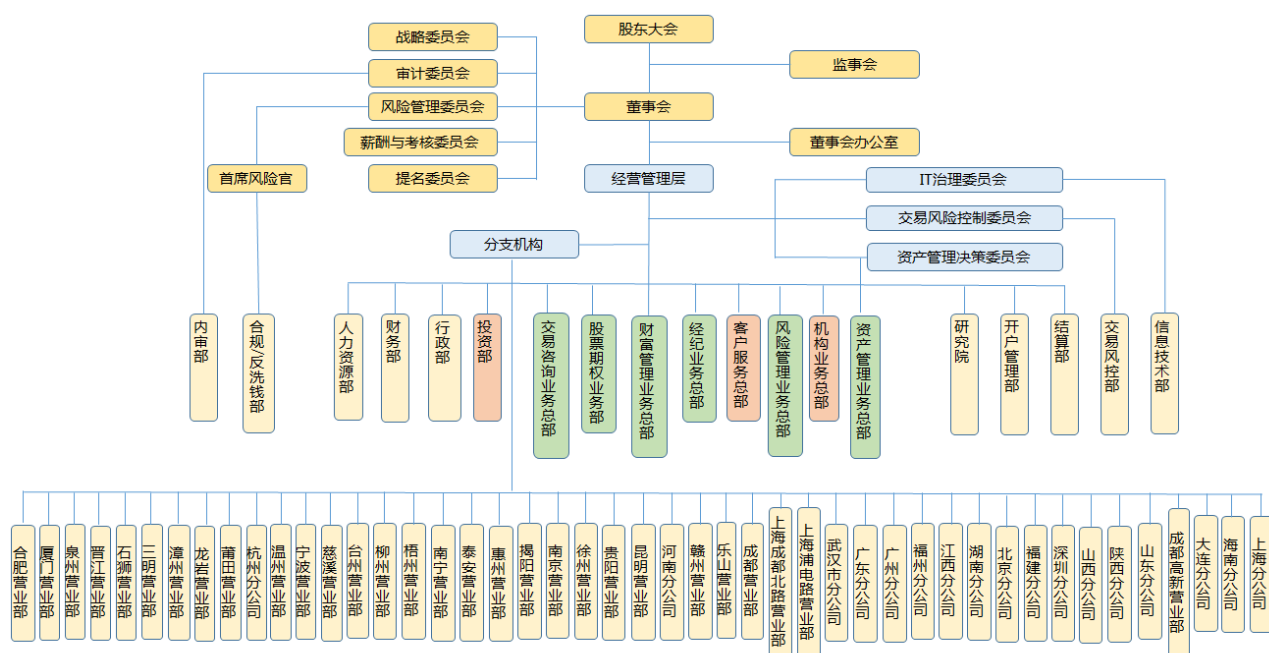 股东大会
战略委员会
监事会
审计委员会
风险管理委员会
董事会
薪酬与考核委员会
董事会办公室
首席风险官
提名委员会
经营管理层
IT治理委员会
交易风险控制委员会
分支机构
资产管理决策委员会
内审部
合规/反洗钱部
人力资源部
财务部
行政部
投资部
交易咨询业务总部
股票期权业务部
财富管理业务总部
经纪业务总部
客户服务总部
风险管理业务总部
机构业务总部
资产管理业务总部
研究院
开户管理部
结算部
交易风控部
信息技术部
合肥营业部
厦门营业部
泉州营业部
晋江营业部
石狮营业部
三明营业部
漳州营业部
龙岩营业部
莆田营业部
杭州分公司
温州营业部
宁波营业部
慈溪营业部
台州营业部
柳州营业部
梧州营业部
南宁营业部
泰安营业部
惠州营业部
揭阳营业部
南京营业部
徐州营业部
贵阳营业部
昆明营业部
河南分公司
赣州营业部
乐山营业部
成都营业部
上海成都北路营业部
上海浦电路营业部
武汉市分公司
广东分公司
广州分公司
福州分公司
江西分公司
湖南分公司
北京分公司
福建分公司
深圳分公司
山西分公司
陕西分公司
山东分公司
成都高新营业部
大连分公司
海南分公司
上海分公司